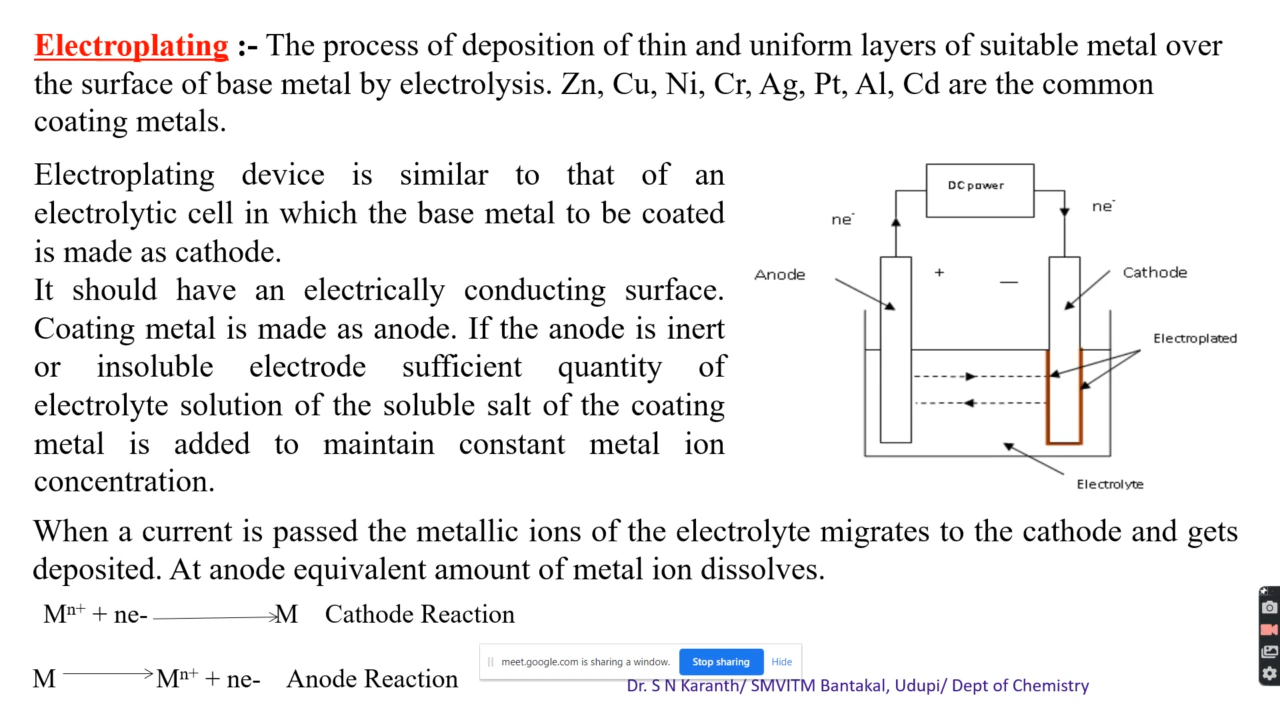 Electroplating :- The process of deposition of thin and uniform layers of suitable metal over
the surface of base metal by electrolysis. Zn, Cu, Ni, Cr, Ag, Pt, Al, Cd are the common
coating metals.
Electroplating device is similar to that of an
electrolytic cell in which the base metal to be coated
is made as cathode.
It should have an electrically conducting surface.
Coating metal is made as anode. If the anode is inert
or insoluble electrode sufficient quantity of
electrolyte solution of the soluble salt of the coating
metal is added to maintain constant metal ion
concentration.
DC power
ne⁻
ne⁻
Anode
+
—
Cathode
Electroplated
Electrolyte
When a current is passed the metallic ions of the electrolyte migrates to the cathode and gets
deposited. At anode equivalent amount of metal ion dissolves.
Mⁿ⁺ + ne- → M Cathode Reaction
M → Mⁿ⁺ + ne- Anode Reaction
meet.google.com is sharing a window. Stop sharing Hide
Dr. S N Karanth/ SMVITM Bantakal, Udupi/ Dept of Chemistry